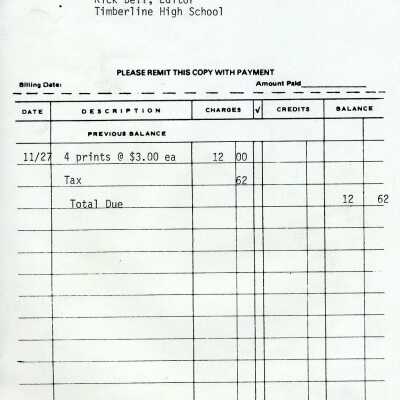 Rick Bell, Editor
Timberline High School
PLEASE REMIT THIS COPY WITH PAYMENT
Billing Date:
Amount Paid
DATE DESCRIPTION CHARGES √ CREDITS BALANCE
PREVIOUS BALANCE
11/27 4 prints @ $3.00 ea 12 00
Tax 62
Total Due 12 62